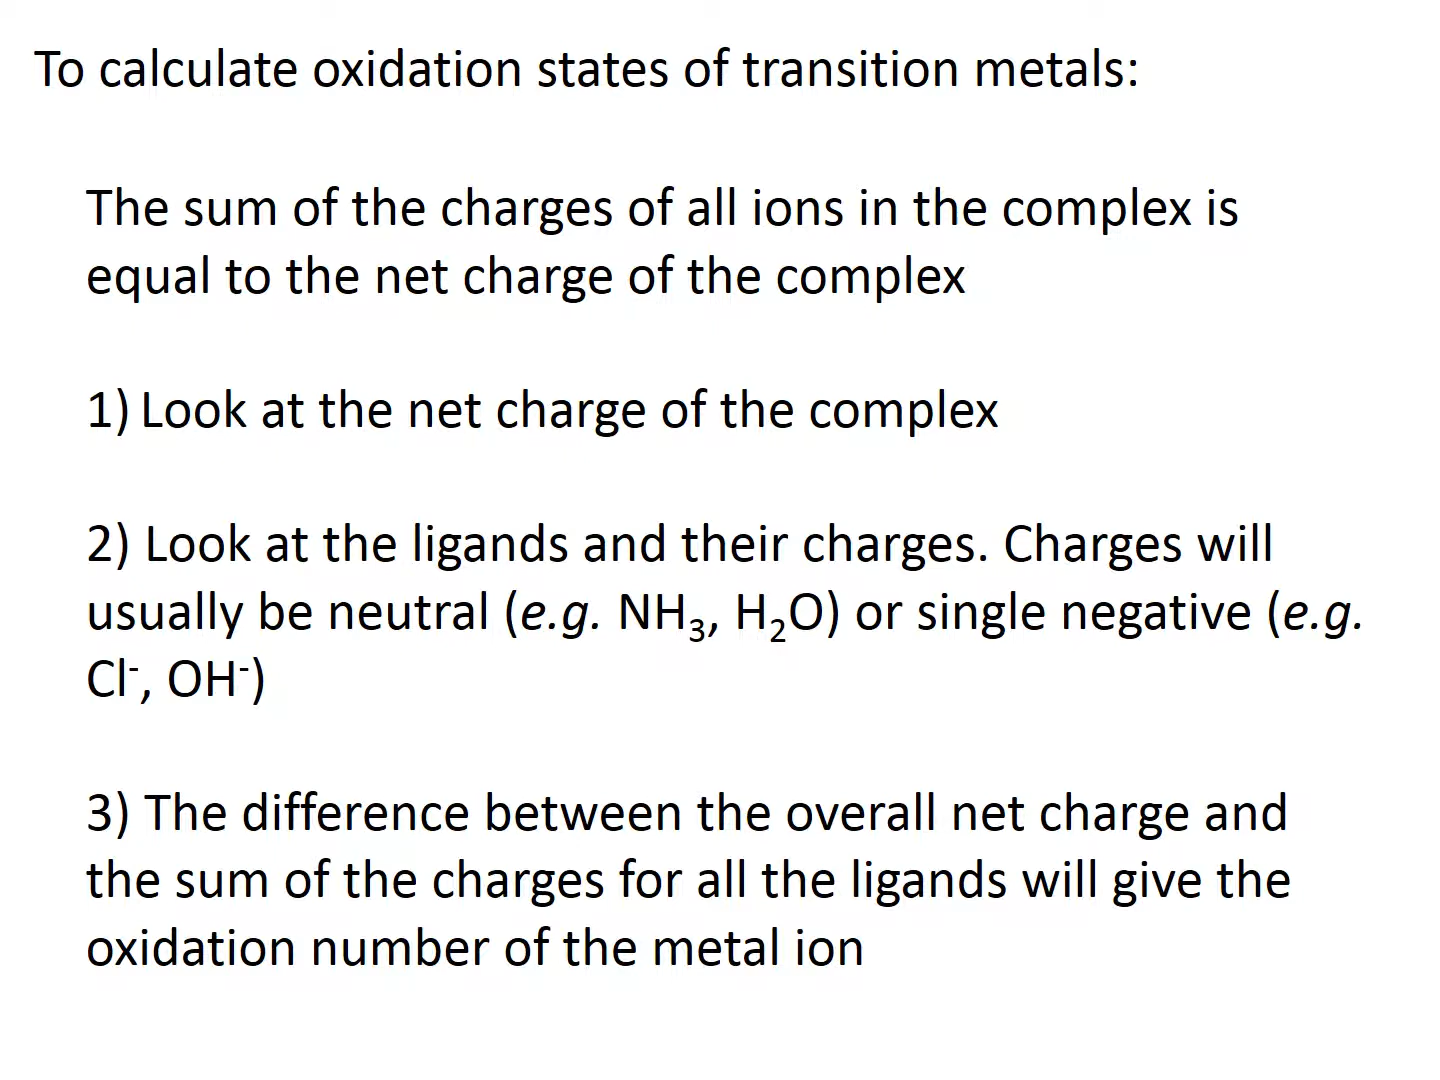 To calculate oxidation states of transition metals:
The sum of the charges of all ions in the complex is
equal to the net charge of the complex
1) Look at the net charge of the complex
2) Look at the ligands and their charges. Charges will
usually be neutral (e.g. NH₃, H₂O) or single negative (e.g.
Cl⁻, OH⁻)
3) The difference between the overall net charge and
the sum of the charges for all the ligands will give the
oxidation number of the metal ion